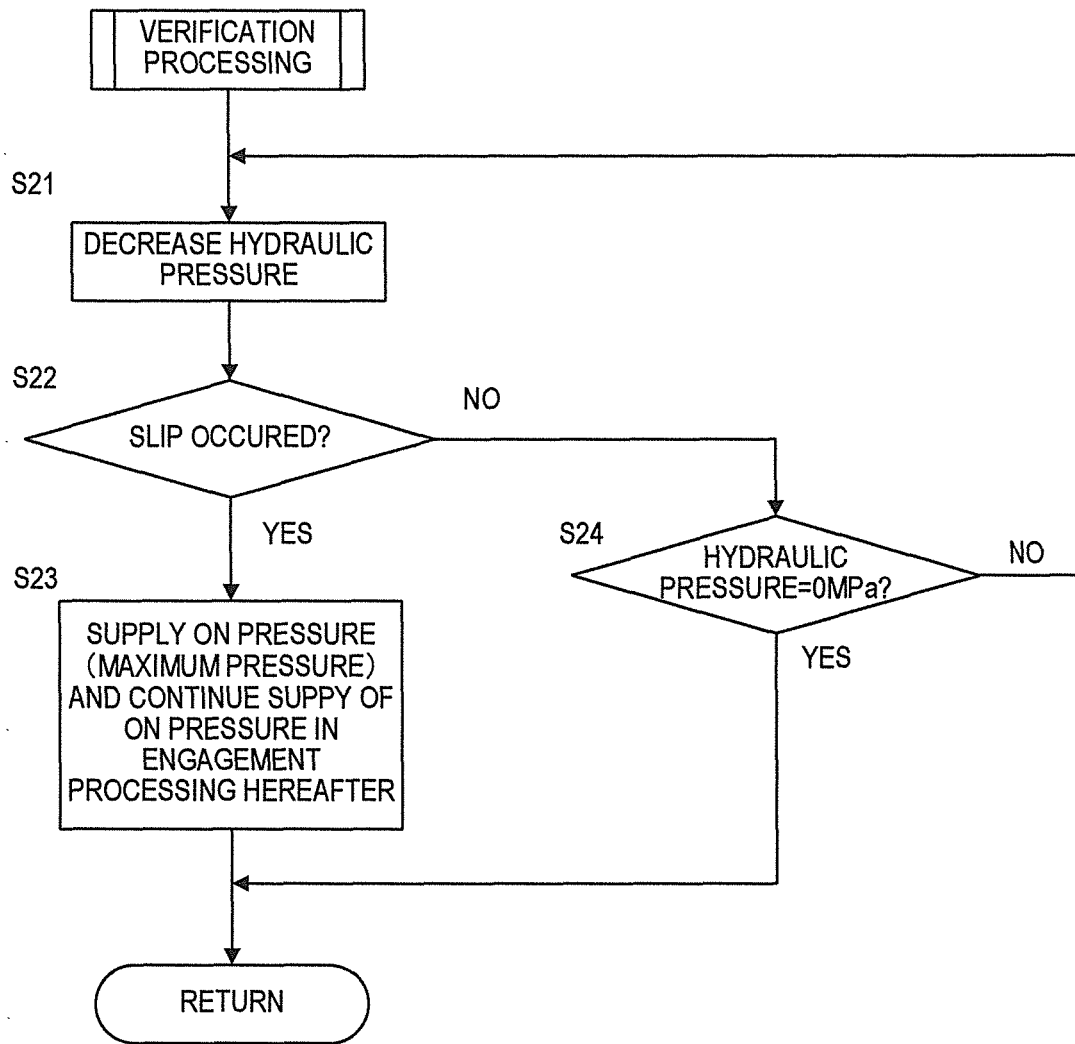 VERIFICATION
PROCESSING
S21
DECREASE HYDRAULIC
PRESSURE
S22
SLIP OCCURED?
NO
YES
S24
HYDRAULIC
PRESSURE=0MPa?
NO
YES
S23
SUPPLY ON PRESSURE
(MAXIMUM PRESSURE)
AND CONTINUE SUPPY OF
ON PRESSURE IN
ENGAGEMENT
PROCESSING HEREAFTER
RETURN